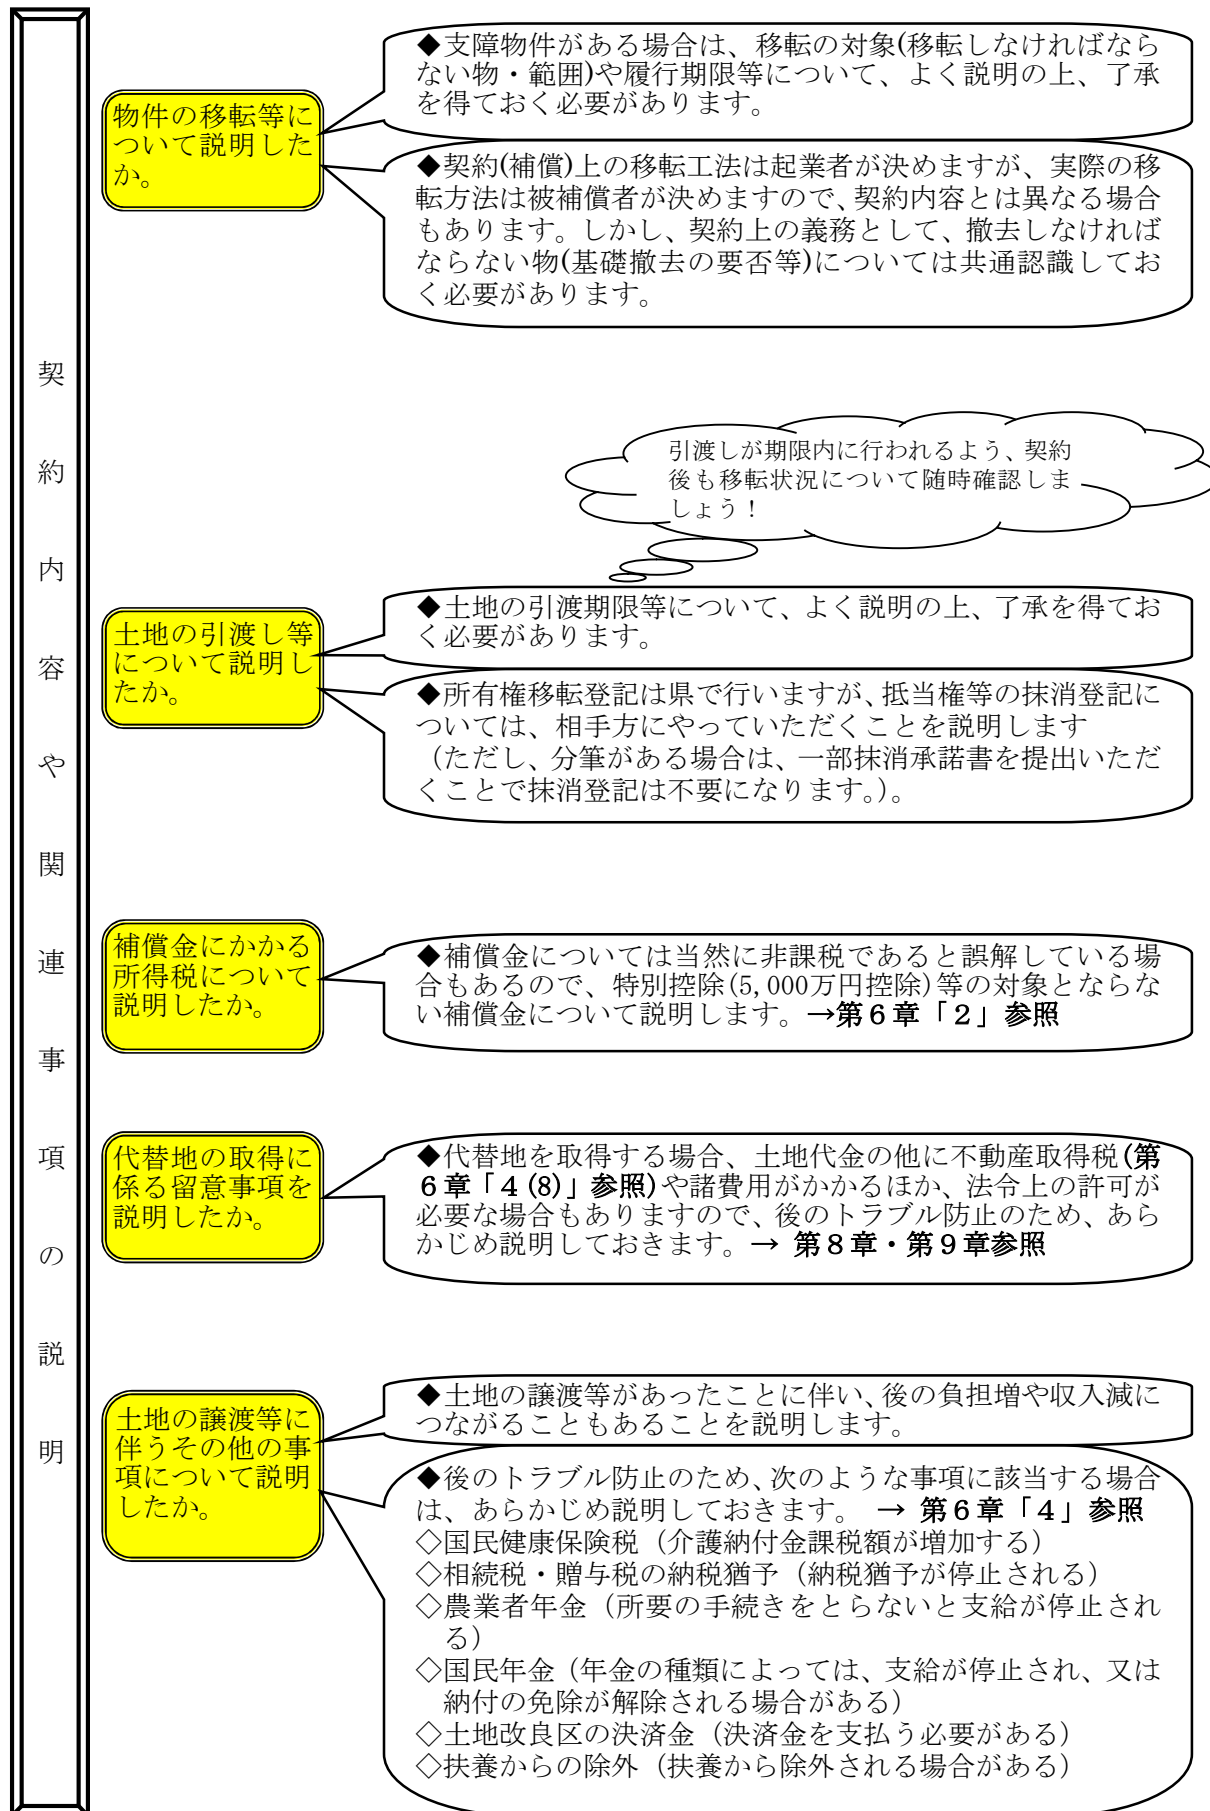 契約内容や関連事項の説明
物件の移転等に
ついて説明した
か。
◆支障物件がある場合は、移転の対象(移転しなければなら
ない物・範囲)や履行期限等について、よく説明の上、了承
を得ておく必要があります。
◆契約(補償)上の移転工法は起業者が決めますが、実際の移
転方法は被補償者が決めますので、契約内容とは異なる場合
もあります。しかし、契約上の義務として、撤去しなければ
ならない物(基礎撤去の要否等)については共通認識してお
く必要があります。
引渡しが期限内に行われるよう、契約
後も移転状況について随時確認しま
しょう！
土地の引渡し等
について説明し
たか。
◆土地の引渡期限等について、よく説明の上、了承を得てお
く必要があります。
◆所有権移転登記は県で行いますが、抵当権等の抹消登記に
ついては、相手方にやっていただくことを説明します
（ただし、分筆がある場合は、一部抹消承諾書を提出いただ
くことで抹消登記は不要になります。）。
補償金にかかる
所得税について
説明したか。
◆補償金については当然に非課税であると誤解している場
合もあるので、特別控除(5,000万円控除)等の対象とならな
い補償金について説明します。→第６章「２」参照
代替地の取得に
係る留意事項を
説明したか。
◆代替地を取得する場合、土地代金の他に不動産取得税(第
６章「４(8)」参照)や諸費用がかかるほか、法令上の許可が
必要な場合もありますので、後のトラブル防止のため、あら
かじめ説明しておきます。→ 第８章・第９章参照
土地の譲渡等に
伴うその他の事
項について説明
したか。
◆土地の譲渡等があったことに伴い、後の負担増や収入減に
つながることもあることを説明します。
◆後のトラブル防止のため、次のような事項に該当する場合
は、あらかじめ説明しておきます。 → 第６章「４」参照
◇国民健康保険税（介護納付金課税額が増加する）
◇相続税・贈与税の納税猶予（納税猶予が停止される）
◇農業者年金（所要の手続きをとらないと支給が停止され
る）
◇国民年金（年金の種類によっては、支給が停止され、又は
納付の免除が解除される場合がある）
◇土地改良区の決済金（決済金を支払う必要がある）
◇扶養からの除外（扶養から除外される場合がある）